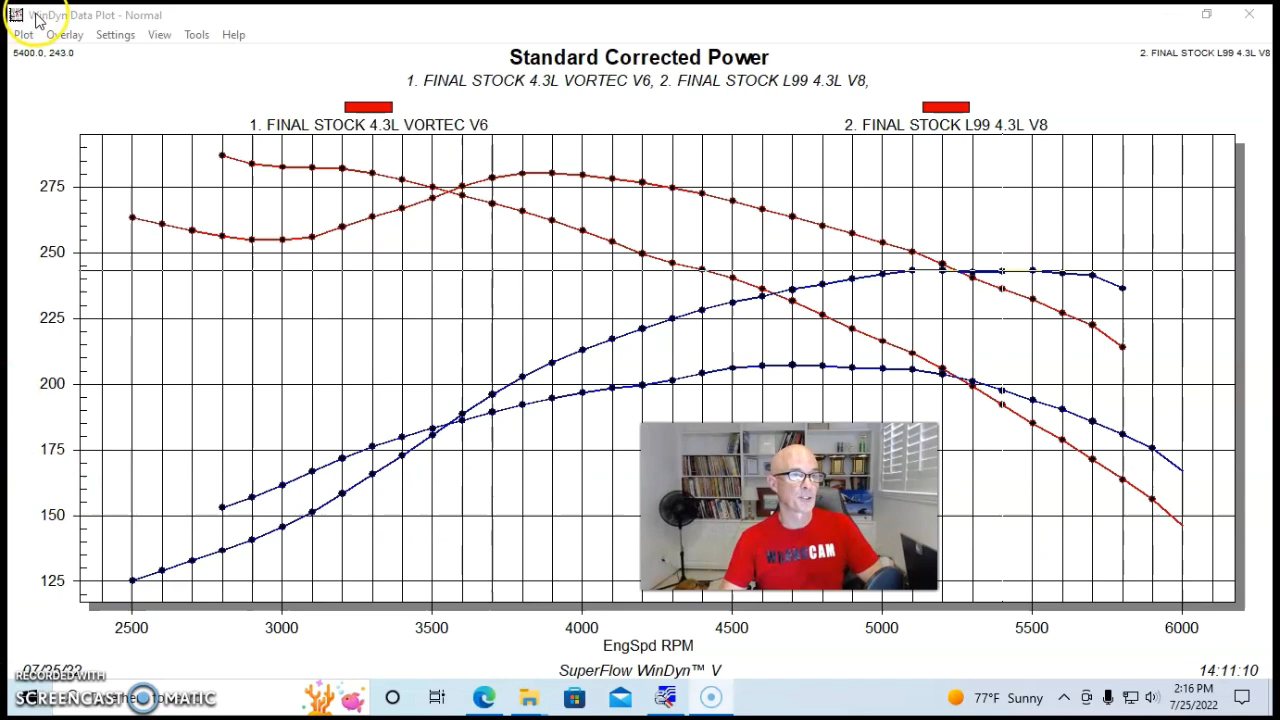 WinDyn Data Plot - Normal
Plot Overlay Settings View Tools Help
5400.0, 243.0
2. FINAL STOCK L99 4.3L V8
Standard Corrected Power
1. FINAL STOCK 4.3L VORTEC V6, 2. FINAL STOCK L99 4.3L V8,
1. FINAL STOCK 4.3L VORTEC V6
2. FINAL STOCK L99 4.3L V8
275
250
225
200
175
150
125
CAM
2500 3000 3500 4000 4500 5000 5500 6000
EngSpd RPM
07/25/22
SuperFlow WinDyn™ V
14:11:10
RECORDED WITH
SCREENCAST MATIC
77°F Sunny
2:16 PM
7/25/2022